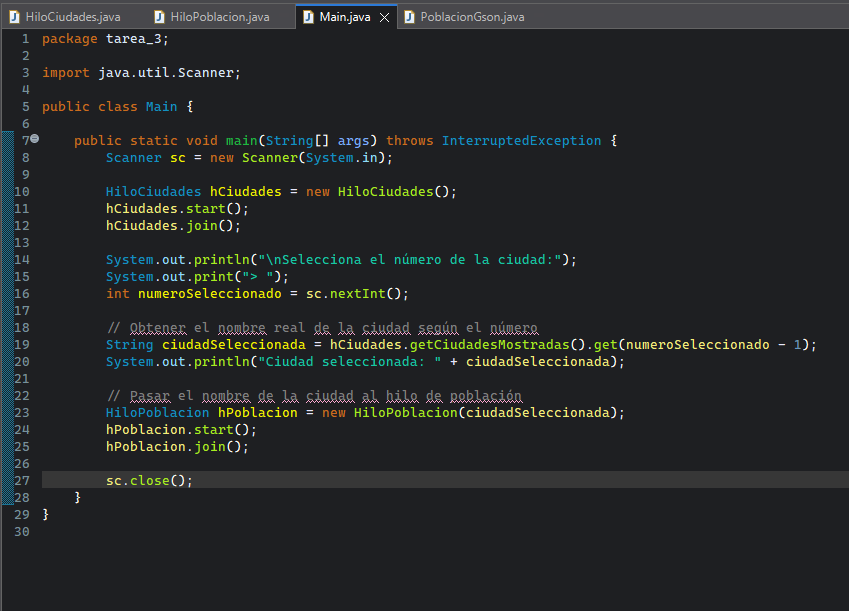 HiloCiudades.java HiloPoblacion.java Main.java PoblacionGson.java
1 package tarea_3;
2
3 import java.util.Scanner;
4
5 public class Main {
6
7 public static void main(String[] args) throws InterruptedException {
8 Scanner sc = new Scanner(System.in);
9
10 HiloCiudades hCiudades = new HiloCiudades();
11 hCiudades.start();
12 hCiudades.join();
13
14 System.out.println("\nSelecciona el número de la ciudad:");
15 System.out.print("> ");
16 int numeroSeleccionado = sc.nextInt();
17
18 // Obtener el nombre real de la ciudad según el número
19 String ciudadSeleccionada = hCiudades.getCiudadesMostradas().get(numeroSeleccionado - 1);
20 System.out.println("Ciudad seleccionada: " + ciudadSeleccionada);
21
22 // Pasar el nombre de la ciudad al hilo de población
23 HiloPoblacion hPoblacion = new HiloPoblacion(ciudadSeleccionada);
24 hPoblacion.start();
25 hPoblacion.join();
26
27 sc.close();
28 }
29 }
30